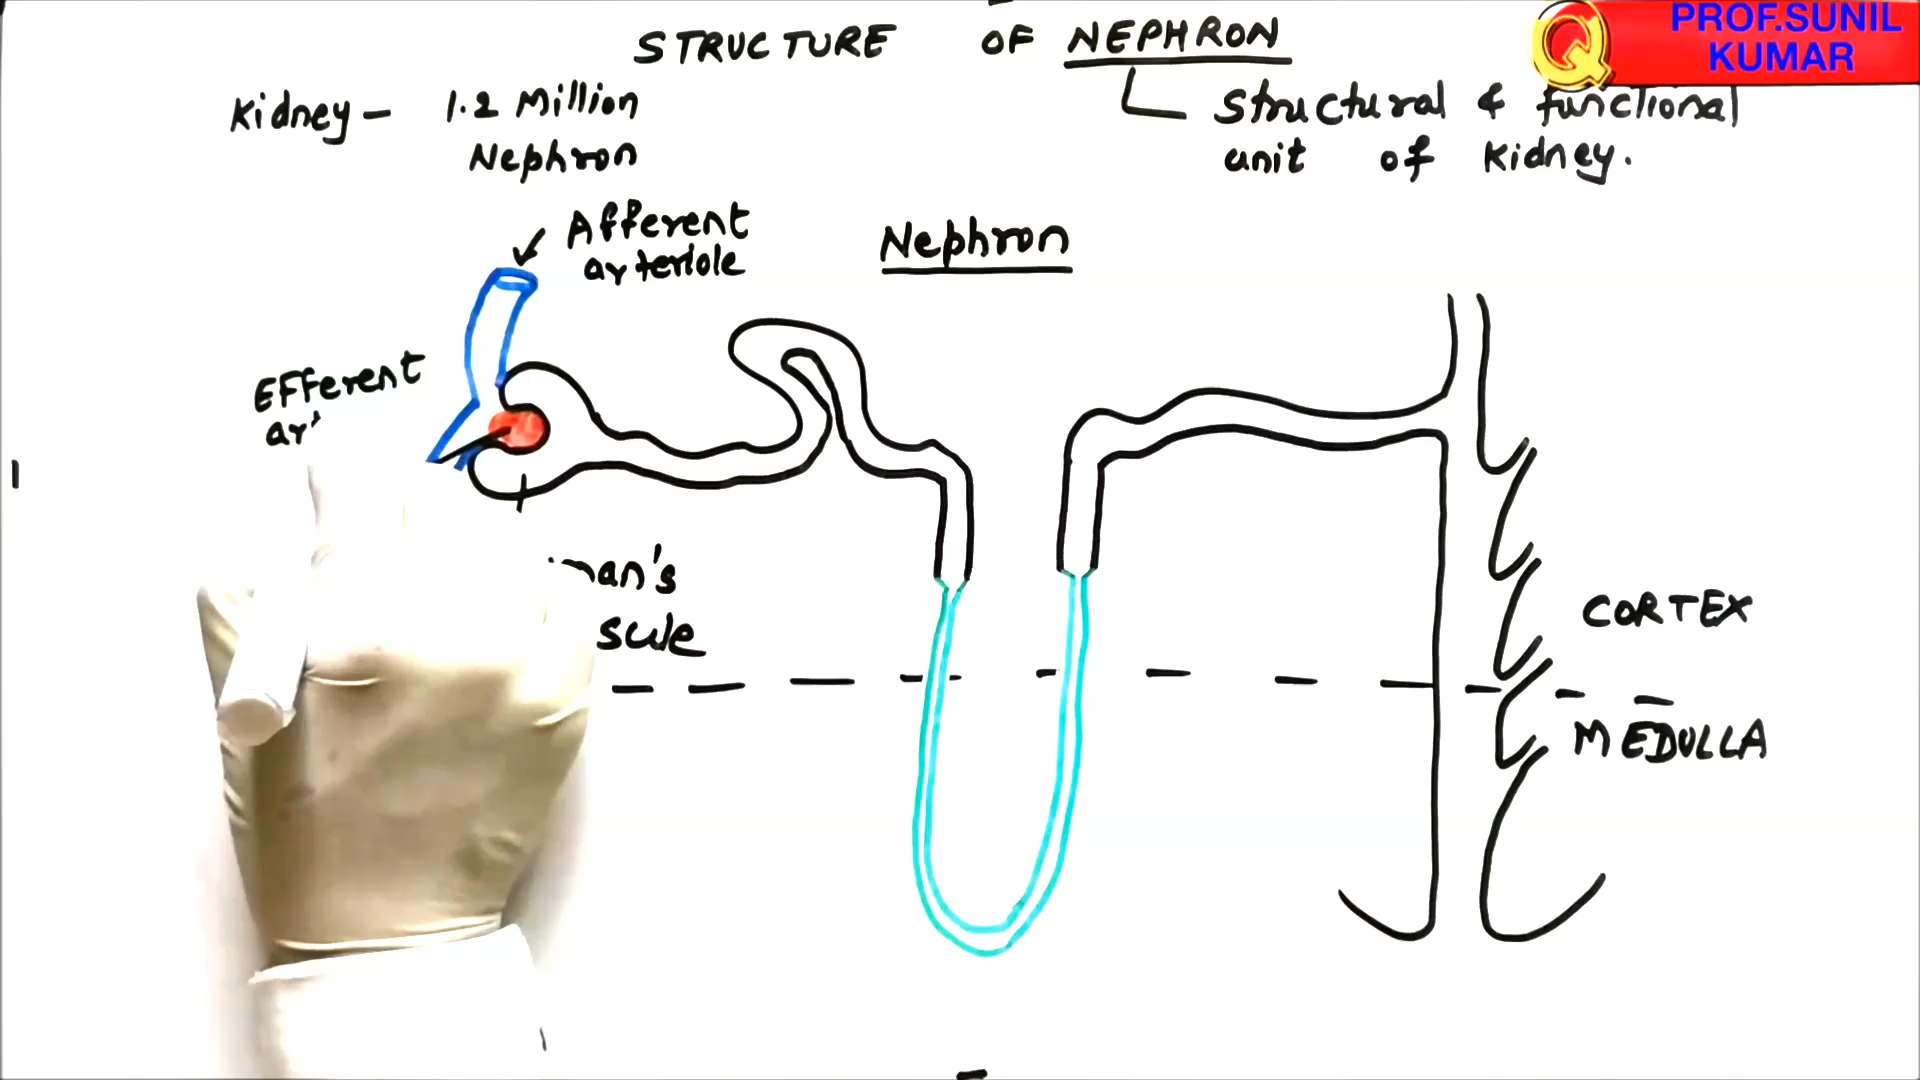 STRUCTURE OF NEPHRON
PROF.SUNIL
KUMAR
Kidney - 1.2 Million
Nephron
Structural & functional
unit of Kidney.
Afferent
arteriole
Nephron
Efferent
CORTEX
MEDULLA